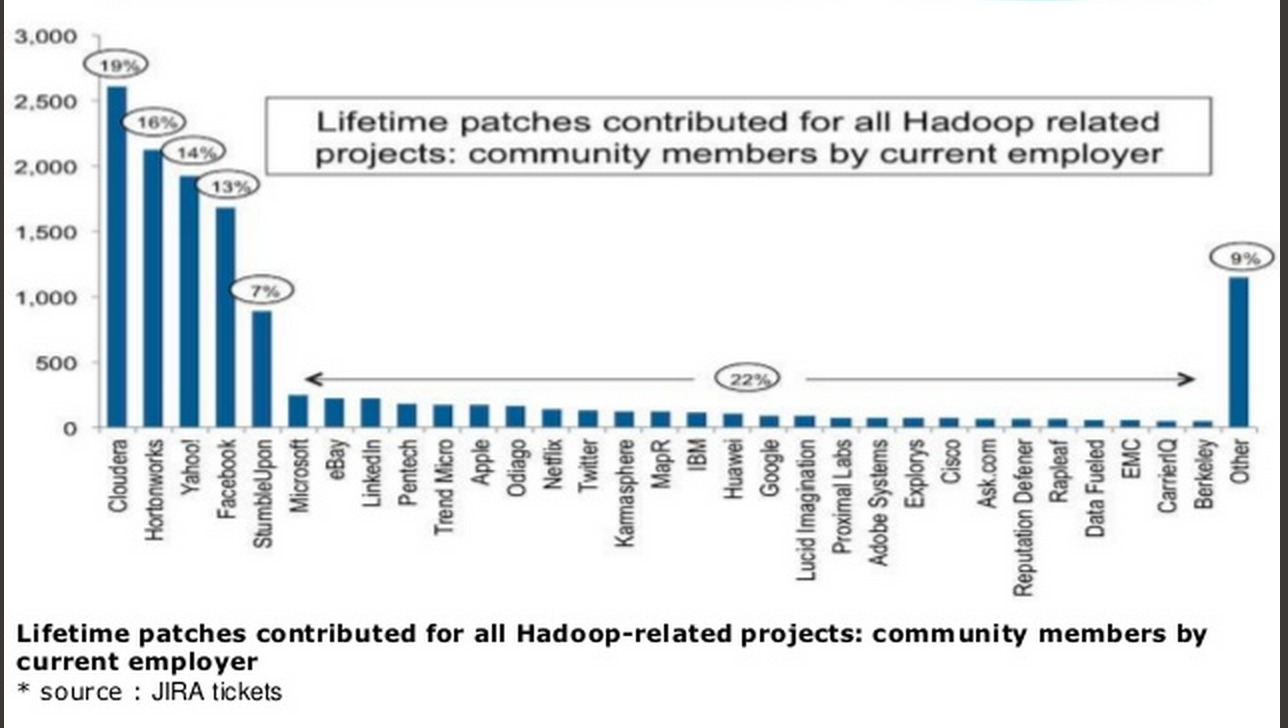 3,000
19%
2,500
16%
Lifetime patches contributed for all Hadoop related
projects: community members by current employer
14%
2,000
13%
1,500
7%
1,000
9%
500
22%
0
Cloudera
Hortonworks
Yahoo!
Facebook
StumbleUpon
Microsoft
eBay
LinkedIn
Pentech
Trend Micro
Apple
Odiago
Netflix
Twitter
Karmasphere
MapR
IBM
Huawei
Google
Lucid Imagination
Proximal Labs
Adobe Systems
Explorys
Cisco
Ask.com
Reputation Defener
Rapleaf
Data Fueled
EMC
CarrierIQ
Berkeley
Other
Lifetime patches contributed for all Hadoop-related projects: community members by
current employer
* source : JIRA tickets